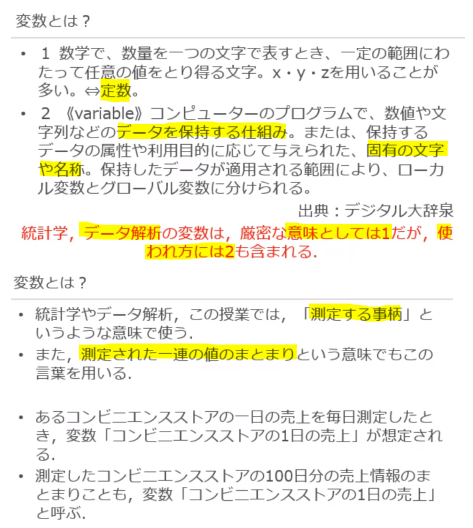 変数とは？
• 1 数学で、数量を一つの文字で表すとき、一定の範囲にわ
たって任意の値をとり得る文字。x・y・zを用いることが
多い。⇔定数。
• 2 《variable》コンピューターのプログラムで、数値や文
字列などのデータを保持する仕組み。または、保持する
データの属性や利用目的に応じて与えられた、固有の文字
や名称。保持したデータが適用される範囲により、ローカ
ル変数とグローバル変数に分けられる。
出典：デジタル大辞泉
統計学，データ解析の変数は，厳密な意味としては1だが，使
われ方には2も含まれる．
変数とは？
• 統計学やデータ解析，この授業では，「測定する事柄」と
いうような意味で使う．
• また，測定された一連の値のまとまりという意味でもこの
言葉を用いる．
• あるコンビニエンスストアの一日の売上を毎日測定したと
き，変数「コンビニエンスストアの1日の売上」が想定され
る．
• 測定したコンビニエンスストアの100日分の売上情報のま
とまりことも，変数「コンビニエンスストアの1日の売上」
と呼ぶ．